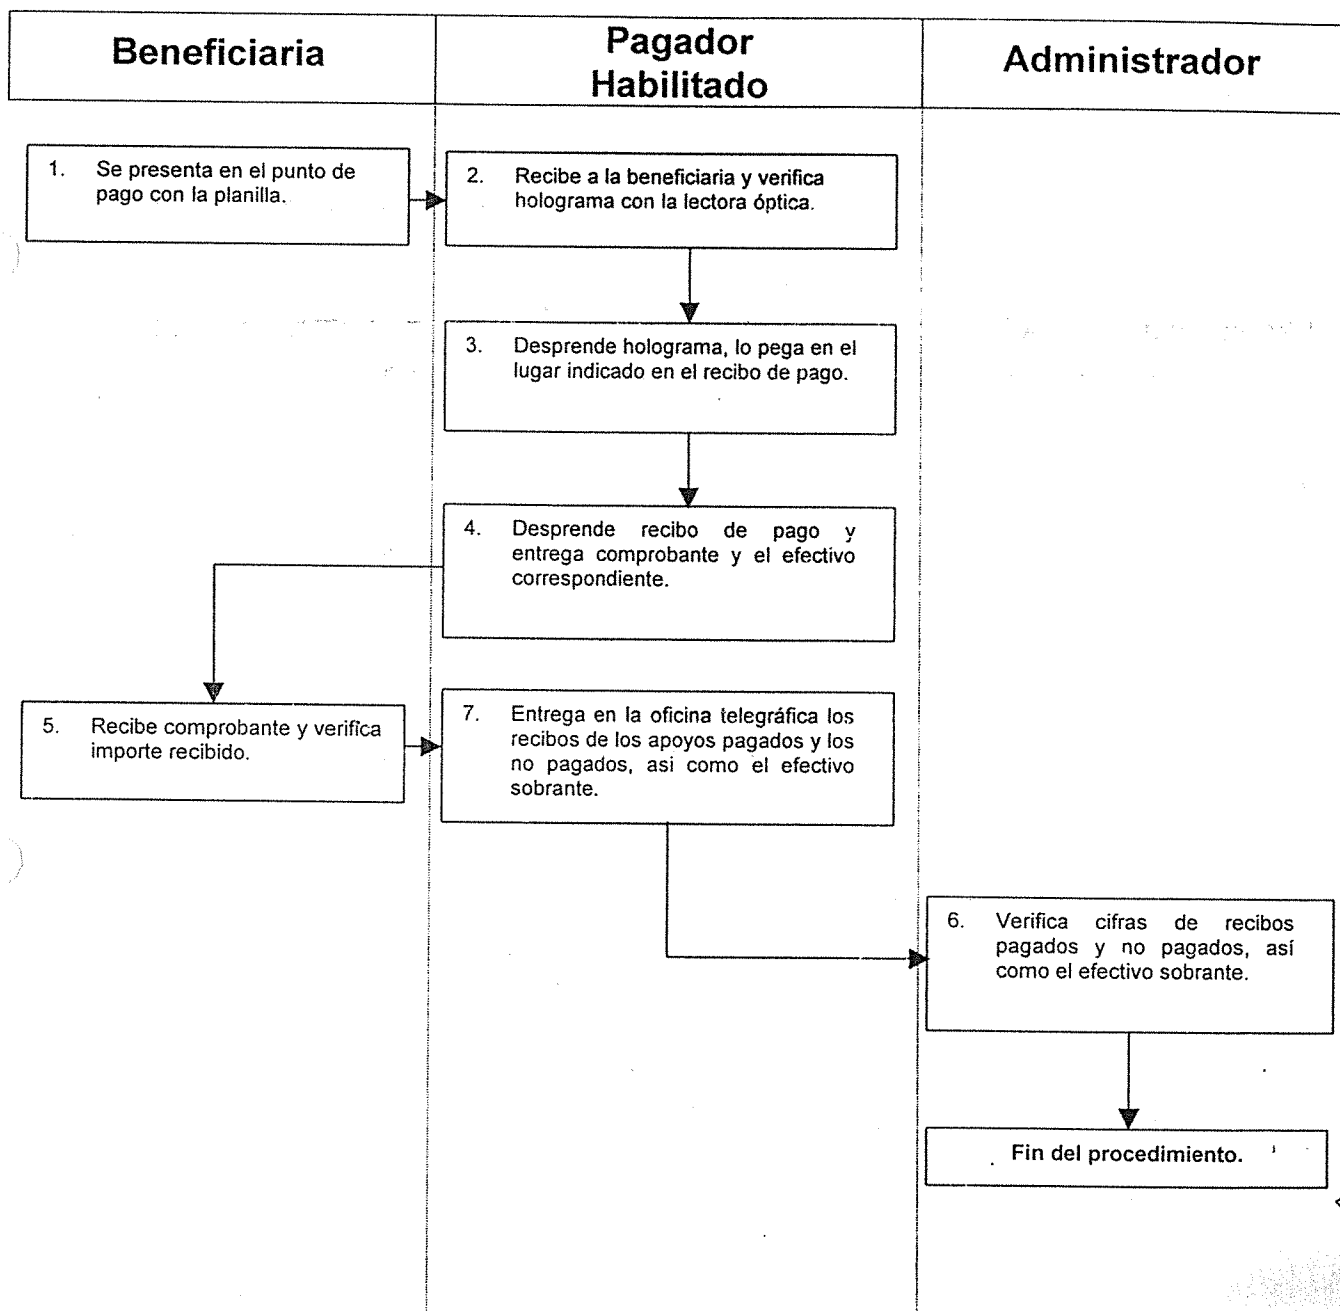 Beneficiaria
Pagador
Habilitado
Administrador
1. Se presenta en el punto de
pago con la planilla.
2. Recibe a la beneficiaria y verifica
holograma con la lectora óptica.
3. Desprende holograma, lo pega en el
lugar indicado en el recibo de pago.
4. Desprende recibo de pago y
entrega comprobante y el efectivo
correspondiente.
5. Recibe comprobante y verifica
importe recibido.
7. Entrega en la oficina telegráfica los
recibos de los apoyos pagados y los
no pagados, asi como el efectivo
sobrante.
6. Verifica cifras de recibos
pagados y no pagados, así
como el efectivo sobrante.
Fin del procedimiento.